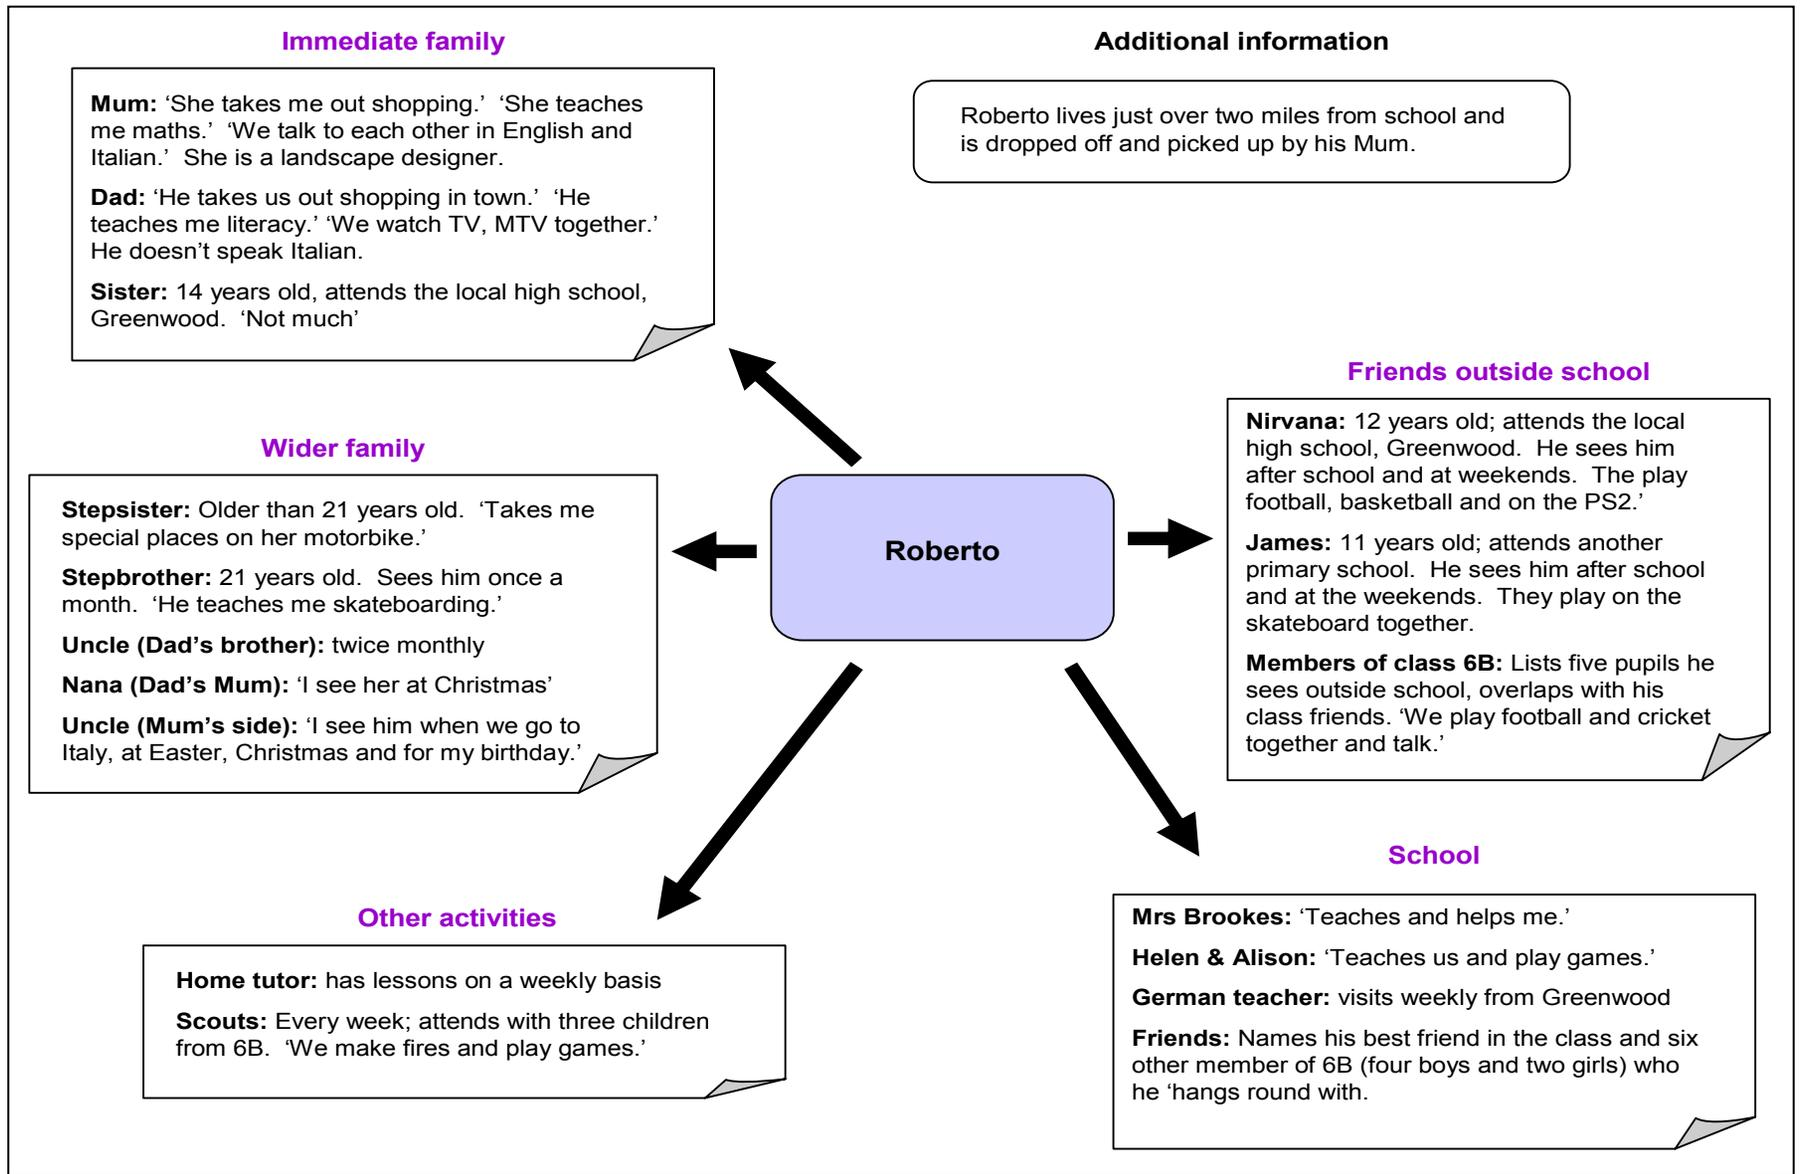 Immediate family
Mum: ‘She takes me out shopping.’  ‘She teaches
me maths.’  ‘We talk to each other in English and
Italian.’  She is a landscape designer.
Dad: ‘He takes us out shopping in town.’  ‘He
teaches me literacy.’ ‘We watch TV, MTV together.’
He doesn’t speak Italian.
Sister: 14 years old, attends the local high school,
Greenwood.  ‘Not much’
Additional information
Roberto lives just over two miles from school and
is dropped off and picked up by his Mum.
Wider family
Stepsister: Older than 21 years old.  ‘Takes me
special places on her motorbike.’
Stepbrother: 21 years old.  Sees him once a
month.  ‘He teaches me skateboarding.’
Uncle (Dad’s brother): twice monthly
Nana (Dad’s Mum): ‘I see her at Christmas’
Uncle (Mum’s side): ‘I see him when we go to
Italy, at Easter, Christmas and for my birthday.’
Roberto
Friends outside school
Nirvana: 12 years old; attends the local
high school, Greenwood.  He sees him
after school and at weekends.  The play
football, basketball and on the PS2.’
James: 11 years old; attends another
primary school.  He sees him after school
and at the weekends.  They play on the
skateboard together.
Members of class 6B: Lists five pupils he
sees outside school, overlaps with his
class friends. ‘We play football and cricket
together and talk.’
Other activities
Home tutor: has lessons on a weekly basis
Scouts: Every week; attends with three children
from 6B.  ‘We make fires and play games.’
School
Mrs Brookes: ‘Teaches and helps me.’
Helen & Alison: ‘Teaches us and play games.’
German teacher: visits weekly from Greenwood
Friends: Names his best friend in the class and six
other member of 6B (four boys and two girls) who
he ‘hangs round with.